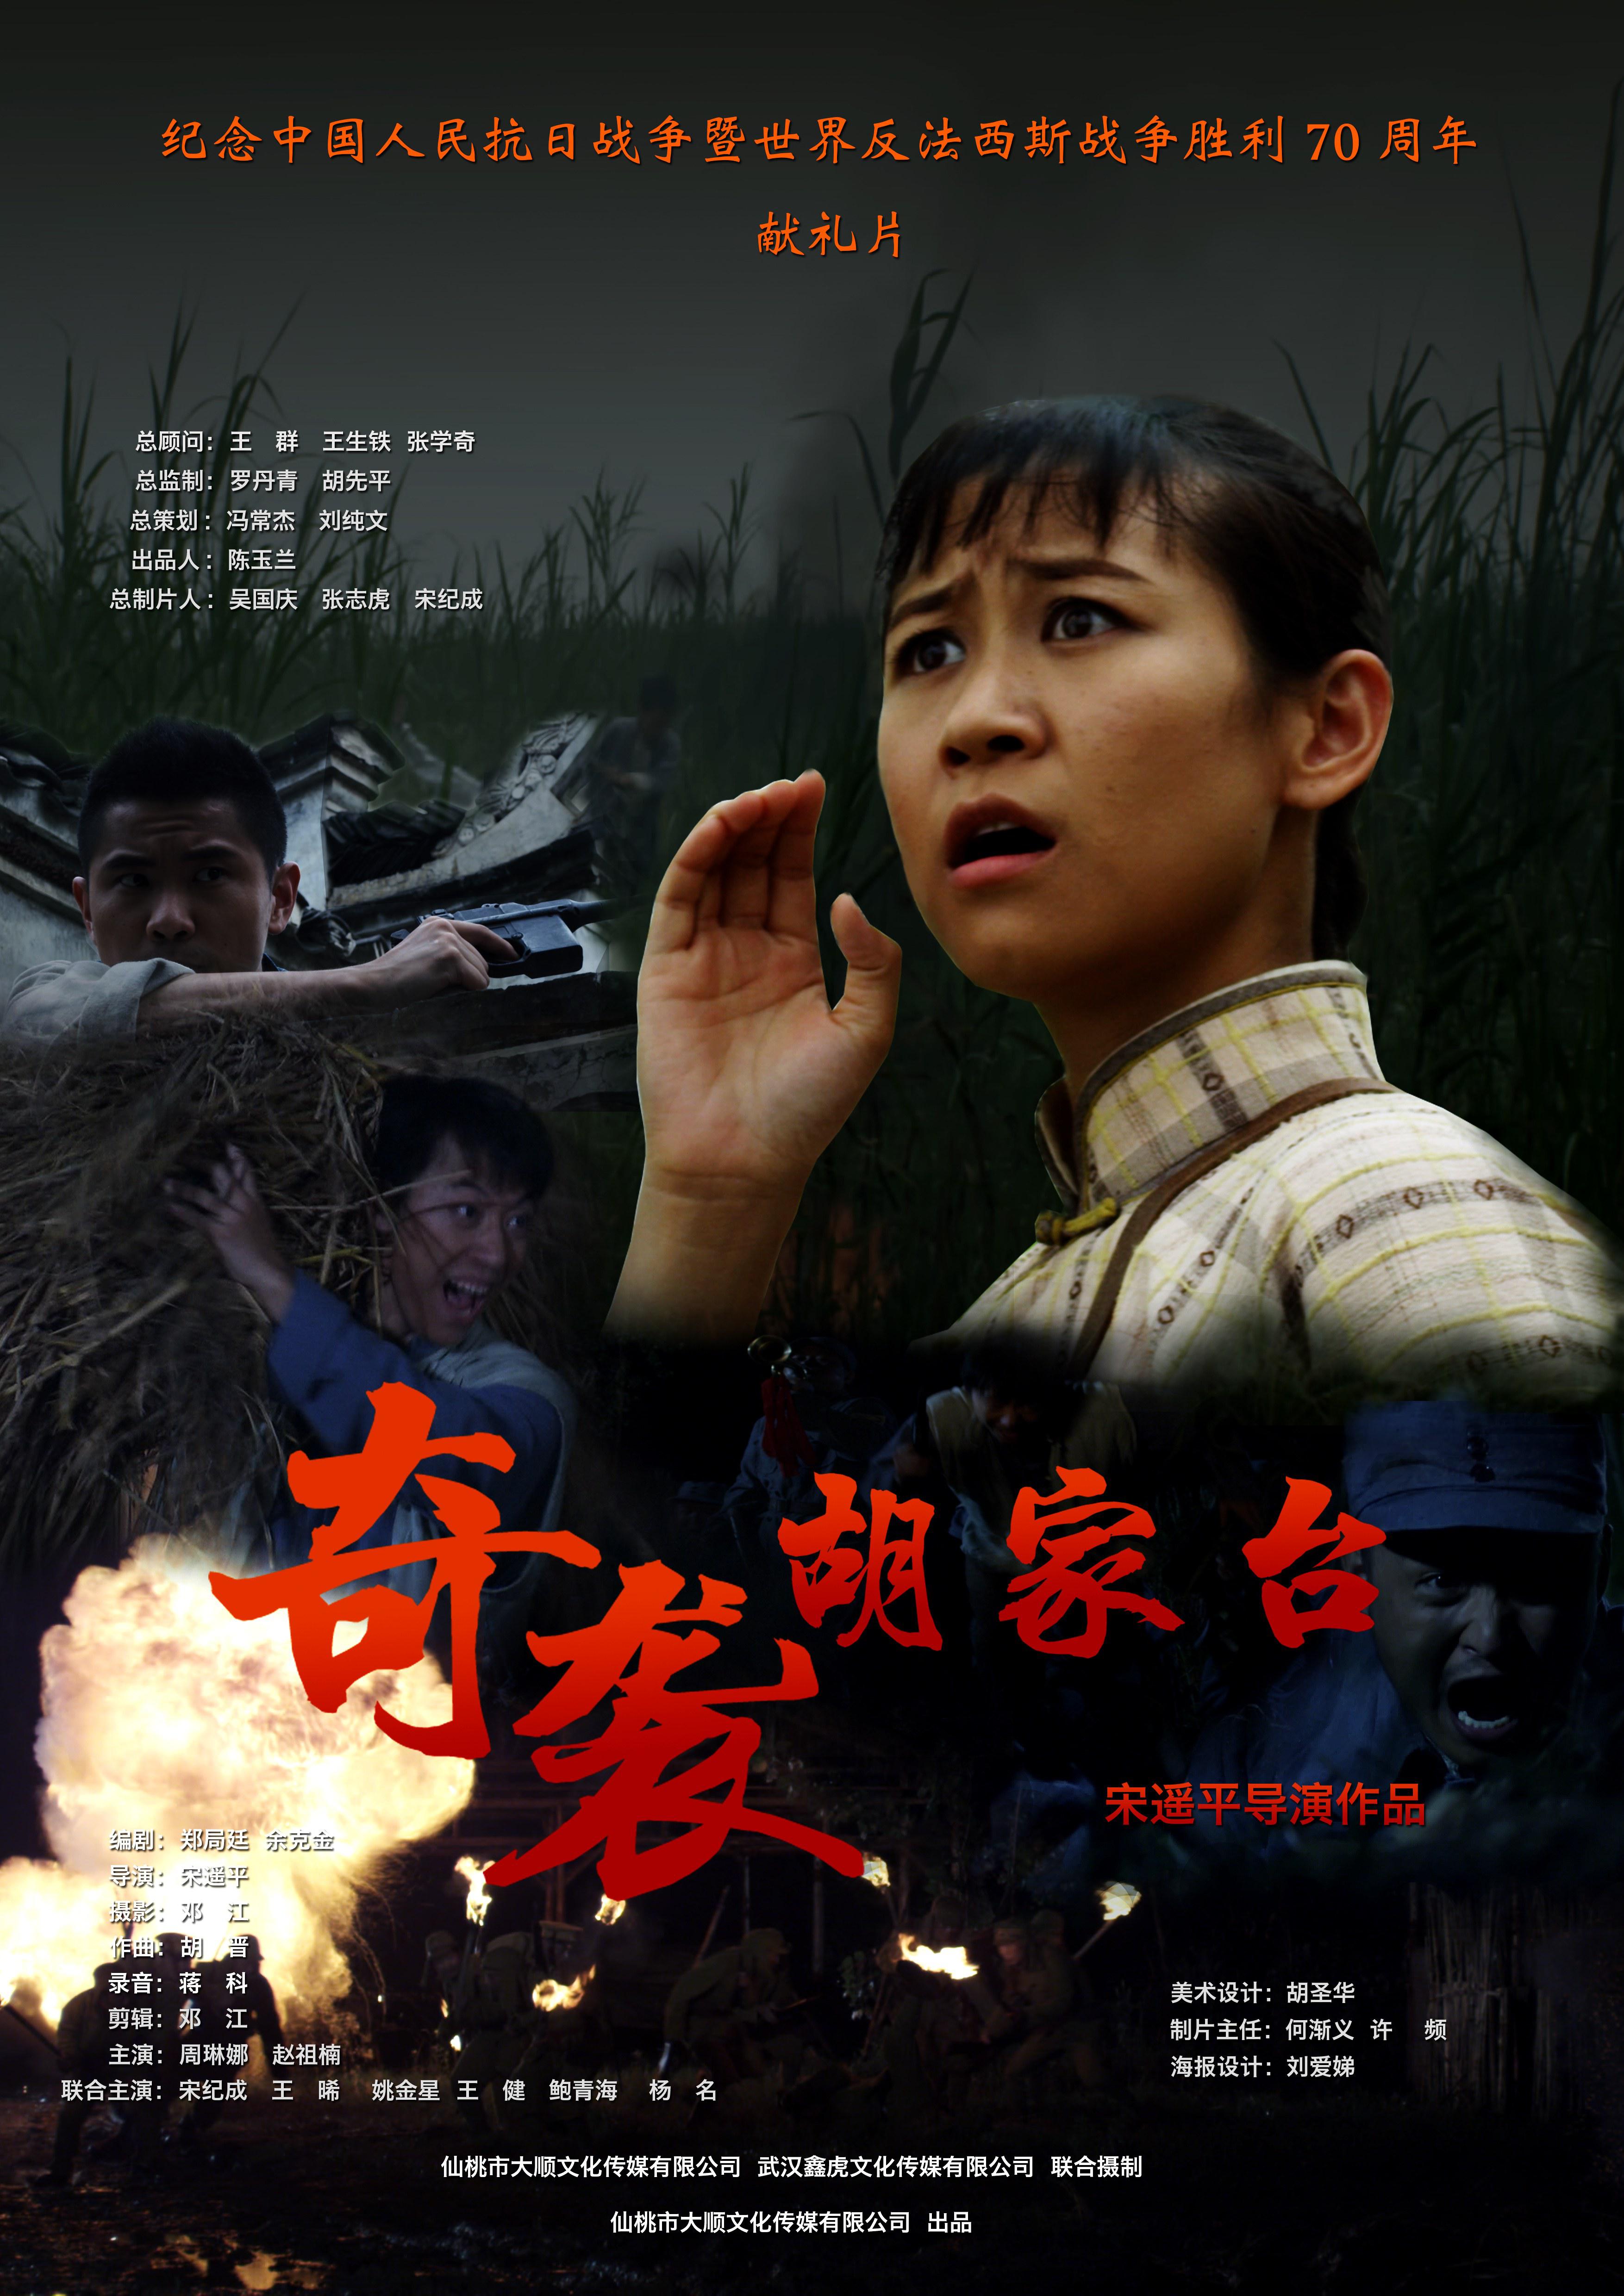 纪念中国人民抗日战争暨世界反法西斯战争胜利 70 周年
献礼片
总顾问：王 群 王生铁 张学奇
总监制：罗丹青 胡先平
总策划：冯常杰 刘纯文
出品人：陈玉兰
总制片人：吴国庆 张志虎 宋纪成
奇袭胡家台
宋遥平导演作品
编剧：郑局廷 余克金
导演：宋遥平
摄影：邓 江
作曲：胡 晋
录音：蒋 科
剪辑：邓 江
主演：周琳娜 赵祖楠
联合主演：宋纪成 王 晞 姚金星 王 健 鲍青海 杨 名
美术设计：胡圣华
制片主任：何渐义 许 频
海报设计：刘爱娣
仙桃市大顺文化传媒有限公司 武汉鑫虎文化传媒有限公司 联合摄制
仙桃市大顺文化传媒有限公司 出品